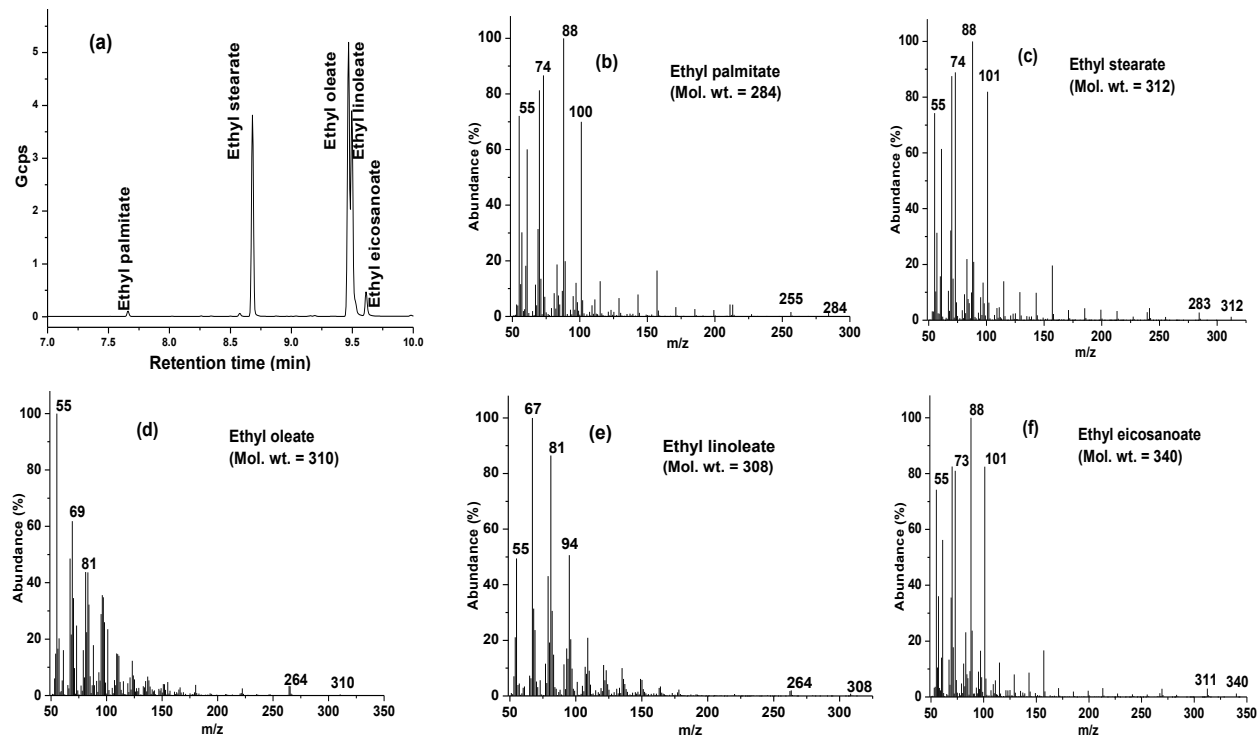 (a)
Gcps
5
4
3
2
1
0
Ethyl palmitate
Ethyl stearate
Ethyl oleate
Ethyl linoleate
Ethyl eicosanoate
7.0 7.5 8.0 8.5 9.0 9.5 10.0
Retention time (min)
(b)
Ethyl palmitate
(Mol. wt. = 284)
Abundance (%)
100
80
60
40
20
0
88
74
55
100
255
284
50 100 150 200 250 300
m/z
(c)
Ethyl stearate
(Mol. wt. = 312)
Abundance (%)
100
80
60
40
20
0
88
74
101
55
283
312
50 100 150 200 250 300
m/z
(d)
Ethyl oleate
(Mol. wt. = 310)
Abundance (%)
100
80
60
40
20
0
55
69
81
264
310
50 100 150 200 250 300
m/z
(e)
Ethyl linoleate
(Mol. wt. = 308)
Abundance (%)
100
80
60
40
20
0
67
81
55
94
264
308
50 100 150 200 250 300
m/z
(f)
Ethyl eicosanoate
(Mol. wt. = 340)
Abundance (%)
100
80
60
40
20
0
88
73
101
55
311
340
50 100 150 200 250 300 350
m/z